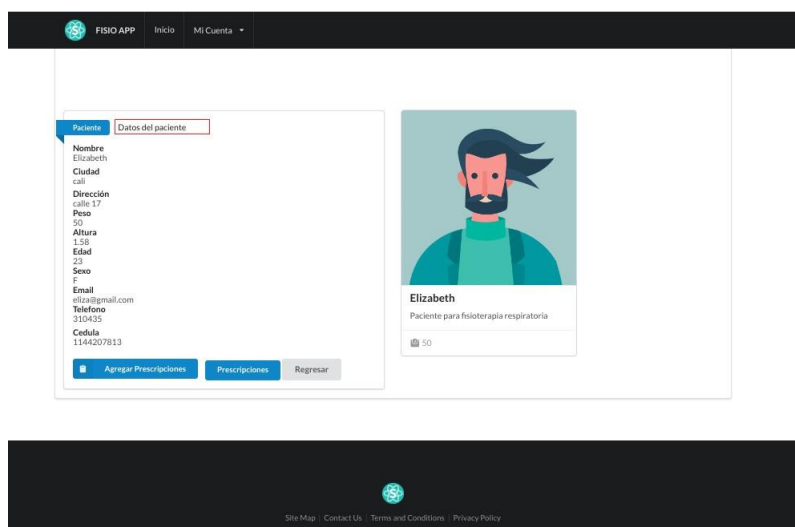 FISIO APP Inicio Mi Cuenta
Paciente Datos del paciente
Nombre
Elizabeth
Ciudad
cali
Dirección
calle 17
Peso
50
Altura
1.58
Edad
23
Sexo
F
Email
eliza@gmail.com
Telefono
310435
Cedula
1144207813
Agregar Prescripciones Prescripciones Regresar
Elizabeth
Paciente para fisioterapia respiratoria
50
S
Site Map Contact Us Terms and Conditions Privacy Policy